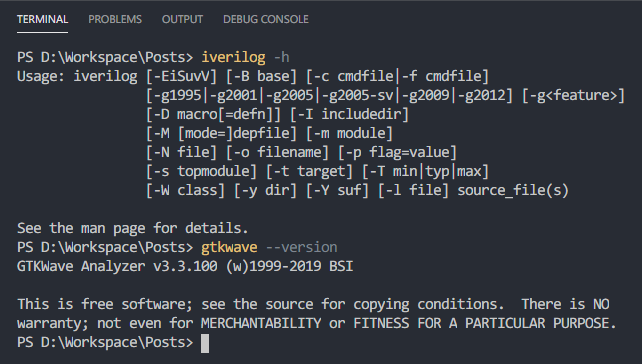 TERMINAL PROBLEMS OUTPUT DEBUG CONSOLE
PS D:\Workspace\Posts> iverilog -h
Usage: iverilog [-EiSuvV] [-B base] [-c cmdfile|-f cmdfile]
[-g1995|-g2001|-g2005|-g2005-sv|-g2009|-g2012] [-g<feature>]
[-D macro[=defn]] [-I includedir]
[-M [mode=]depfile] [-m module]
[-N file] [-o filename] [-p flag=value]
[-s topmodule] [-t target] [-T min|typ|max]
[-W class] [-y dir] [-Y suf] [-l file] source_file(s)
See the man page for details.
PS D:\Workspace\Posts> gtkwave --version
GTKWave Analyzer v3.3.100 (w)1999-2019 BSI
This is free software; see the source for copying conditions.  There is NO
warranty; not even for MERCHANTABILITY or FITNESS FOR A PARTICULAR PURPOSE.
PS D:\Workspace\Posts>